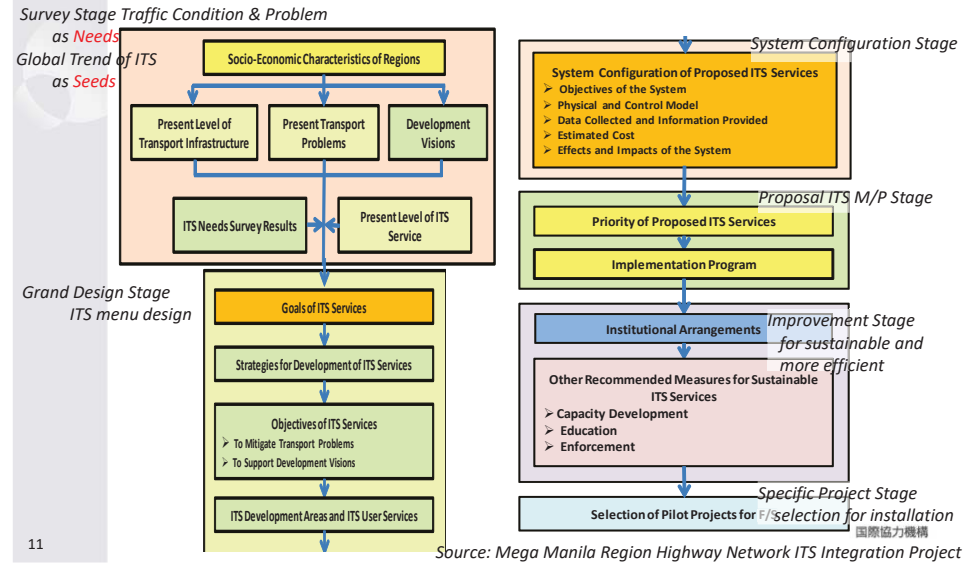 Survey Stage Traffic Condition & Problem
as Needs
Global Trend of ITS
as Seeds
Socio-Economic Characteristics of Regions
Present Level of
Transport Infrastructure
Present Transport
Problems
Development
Visions
ITS Needs Survey Results
Present Level of ITS
Service
Grand Design Stage
ITS menu design
Goals of ITS Services
Strategies for Development of ITS Services
Objectives of ITS Services
➢ To Mitigate Transport Problems
➢ To Support Development Visions
ITS Development Areas and ITS User Services
System Configuration Stage
System Configuration of Proposed ITS Services
➢ Objectives of the System
➢ Physical and Control Model
➢ Data Collected and Information Provided
➢ Estimated Cost
➢ Effects and Impacts of the System
Proposal ITS M/P Stage
Priority of Proposed ITS Services
Implementation Program
Improvement Stage
for sustainable and
more efficient
Institutional Arrangements
Other Recommended Measures for Sustainable
ITS Services
➢ Capacity Development
➢ Education
➢ Enforcement
Specific Project Stage
selection for installation
Selection of Pilot Projects for F/S
国際協力機構
11
Source: Mega Manila Region Highway Network ITS Integration Project